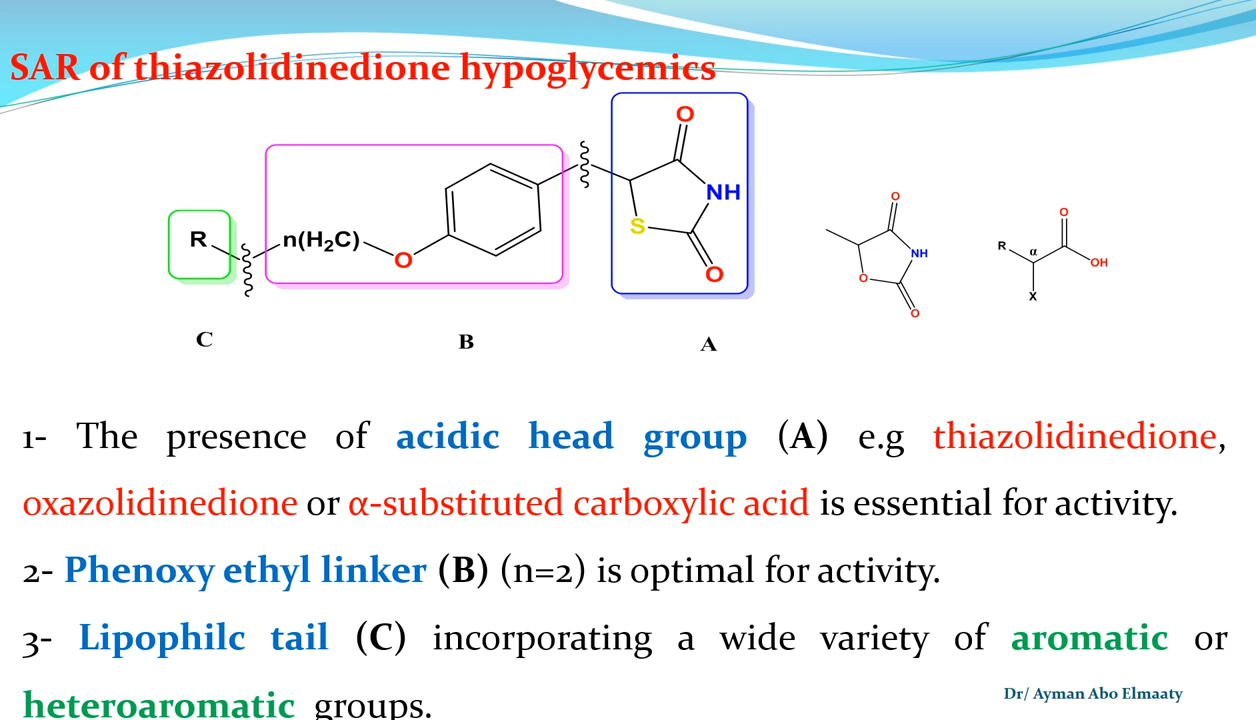 SAR of thiazolidinedione hypoglycemics
O
NH
S
O
R
n(H₂C)
O
O
NH
O
O
O
R
α
OH
X
C
B
A
1- The presence of acidic head group (A) e.g thiazolidinedione,
oxazolidinedione or α-substituted carboxylic acid is essential for activity.
2- Phenoxy ethyl linker (B) (n=2) is optimal for activity.
3- Lipophilc tail (C) incorporating a wide variety of aromatic or
heteroaromatic groups.
Dr/ Ayman Abo Elmaaty